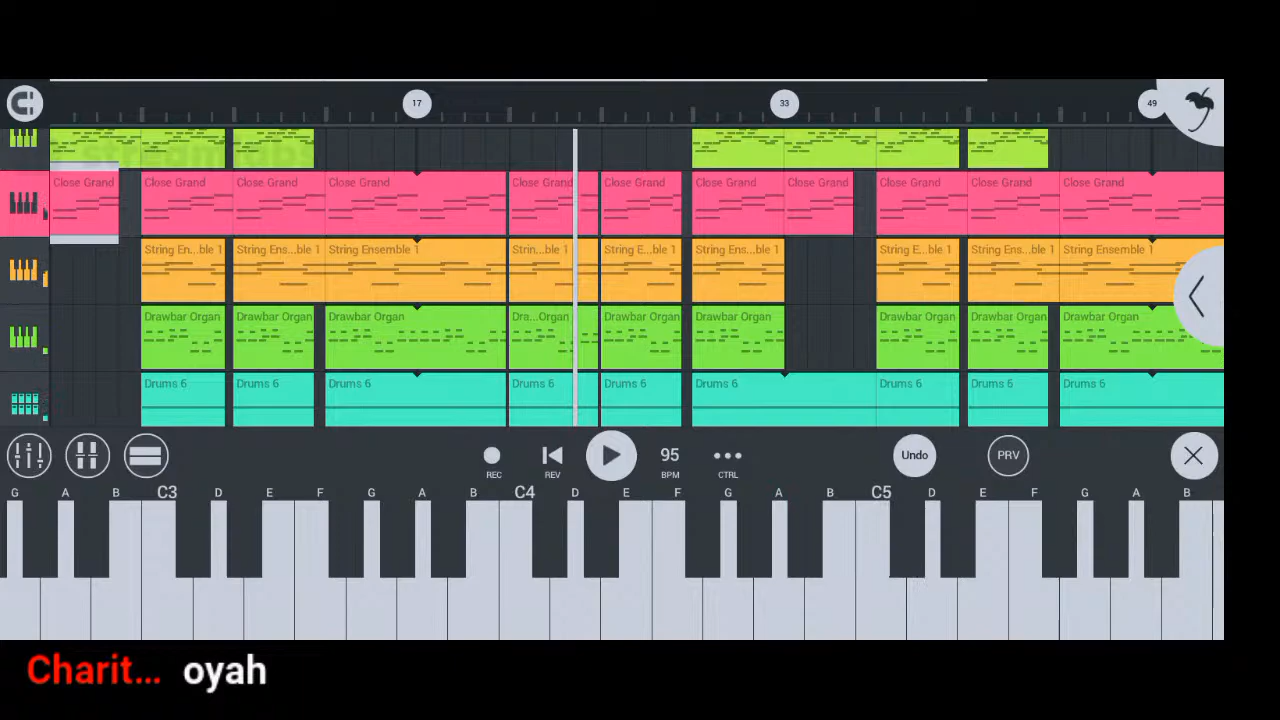 17 33 49
Close Grand Close Grand Close Grand Close Grand Close Grand Close Grand Close Grand Close Grand Close Grand Close Grand Close Grand
String En...ble 1 String Ens...ble 1 String Ensemble 1 Strin...ble 1 String E...ble 1 String Ens...ble 1 String E...ble 1 String Ens...ble 1 String Ensemble 1
Drawbar Organ Drawbar Organ Drawbar Organ Dra...Organ Drawbar Organ Drawbar Organ Drawbar Organ Drawbar Organ Drawbar Organ
Drums 6 Drums 6 Drums 6 Drums 6 Drums 6 Drums 6 Drums 6 Drums 6 Drums 6
95 Undo PRV
REC REV BPM CTRL
G A B C3 D E F G A B C4 D E F G A B C5 D E F G A B
Charit... oyah